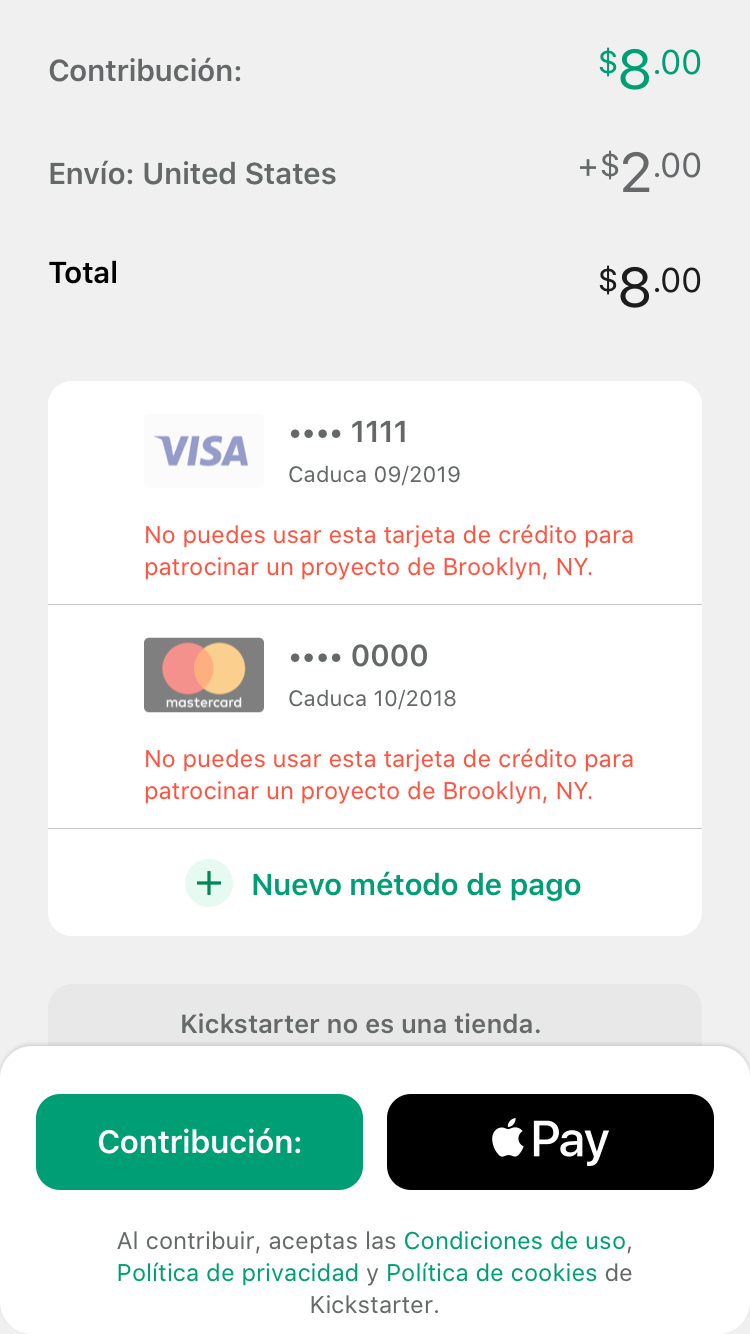 Contribución: $8.00
Envío: United States +$2.00
Total $8.00
VISA •••• 1111
Caduca 09/2019
No puedes usar esta tarjeta de crédito para
patrocinar un proyecto de Brooklyn, NY.
•••• 0000
mastercard Caduca 10/2018
No puedes usar esta tarjeta de crédito para
patrocinar un proyecto de Brooklyn, NY.
+ Nuevo método de pago
Kickstarter no es una tienda.
Contribución: Pay
Al contribuir, aceptas las Condiciones de uso,
Política de privacidad y Política de cookies de
Kickstarter.